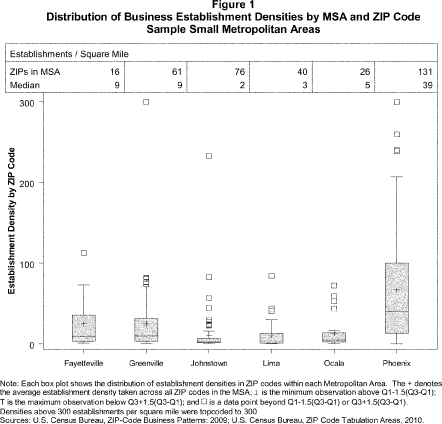 Figure 1
Distribution of Business Establishment Densities by MSA and ZIP Code
Sample Small Metropolitan Areas
Establishments / Square Mile
ZIPs in MSA 16 61 76 40 26 131
Median 9 9 2 3 5 39
300
200
100
0
Establishment Density by ZIP Code
Fayetteville Greenville Johnstown Lima Ocala Phoenix
Note: Each box plot shows the distribution of establishment densities in ZIP codes within each Metropolitan Area. The + denotes
the average establishment density taken across all ZIP codes in the MSA; ⊥ is the minimum observation above Q1-1.5(Q3-Q1);
T is the maximum observation below Q3+1.5(Q3-Q1); and □ is a data point beyond Q1-1.5(Q3-Q1) or Q3+1.5(Q3-Q1).
Densities above 300 establishments per square mile were topcoded to 300
Sources: U.S. Census Bureau, ZIP-Code Business Patterns: 2009; U.S. Census Bureau, ZIP Code Tabulation Areas, 2010.